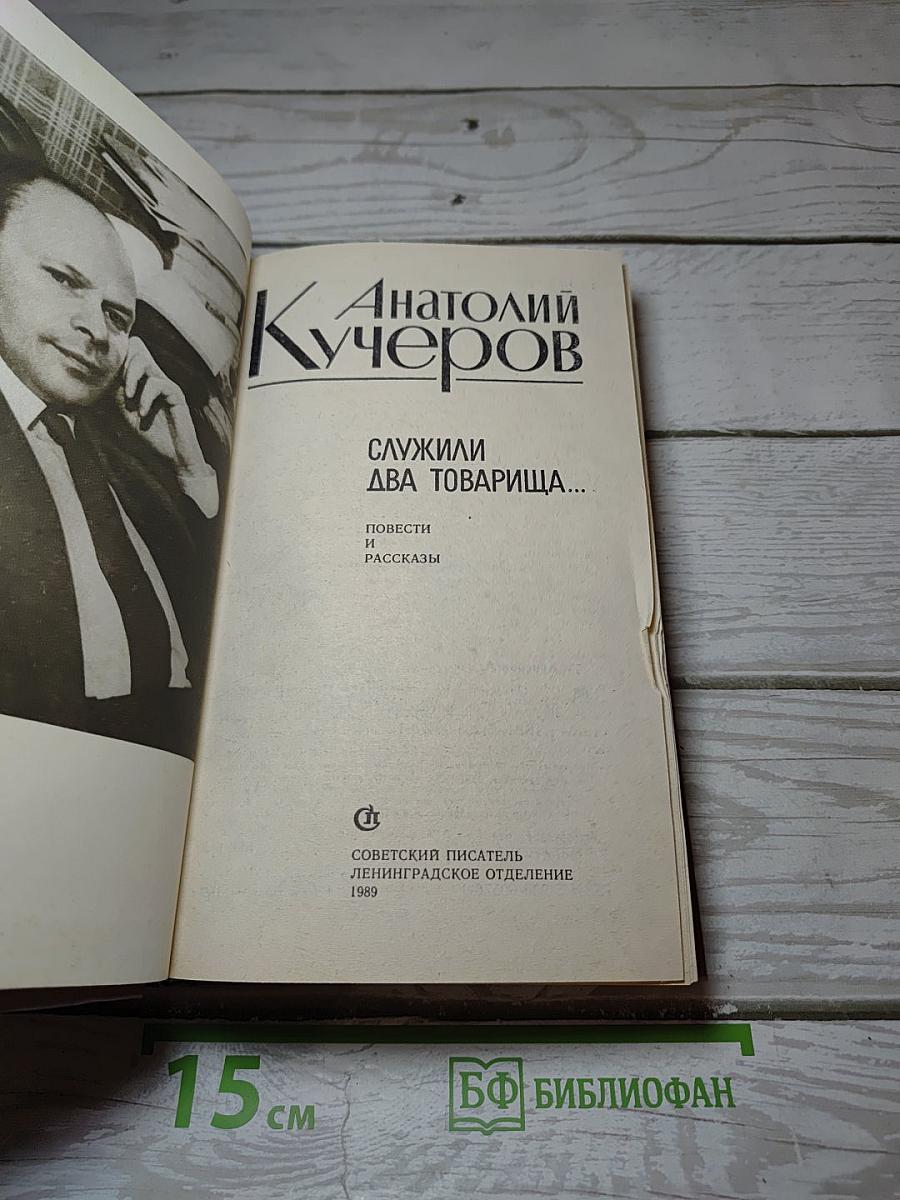 Анатолий
Кучеров
СЛУЖИЛИ
ДВА ТОВАРИЩА...
ПОВЕСТИ
И
РАССКАЗЫ
СП
СОВЕТСКИЙ ПИСАТЕЛЬ
ЛЕНИНГРАДСКОЕ ОТДЕЛЕНИЕ
1989
15 см
БФ БИБЛИОФАН